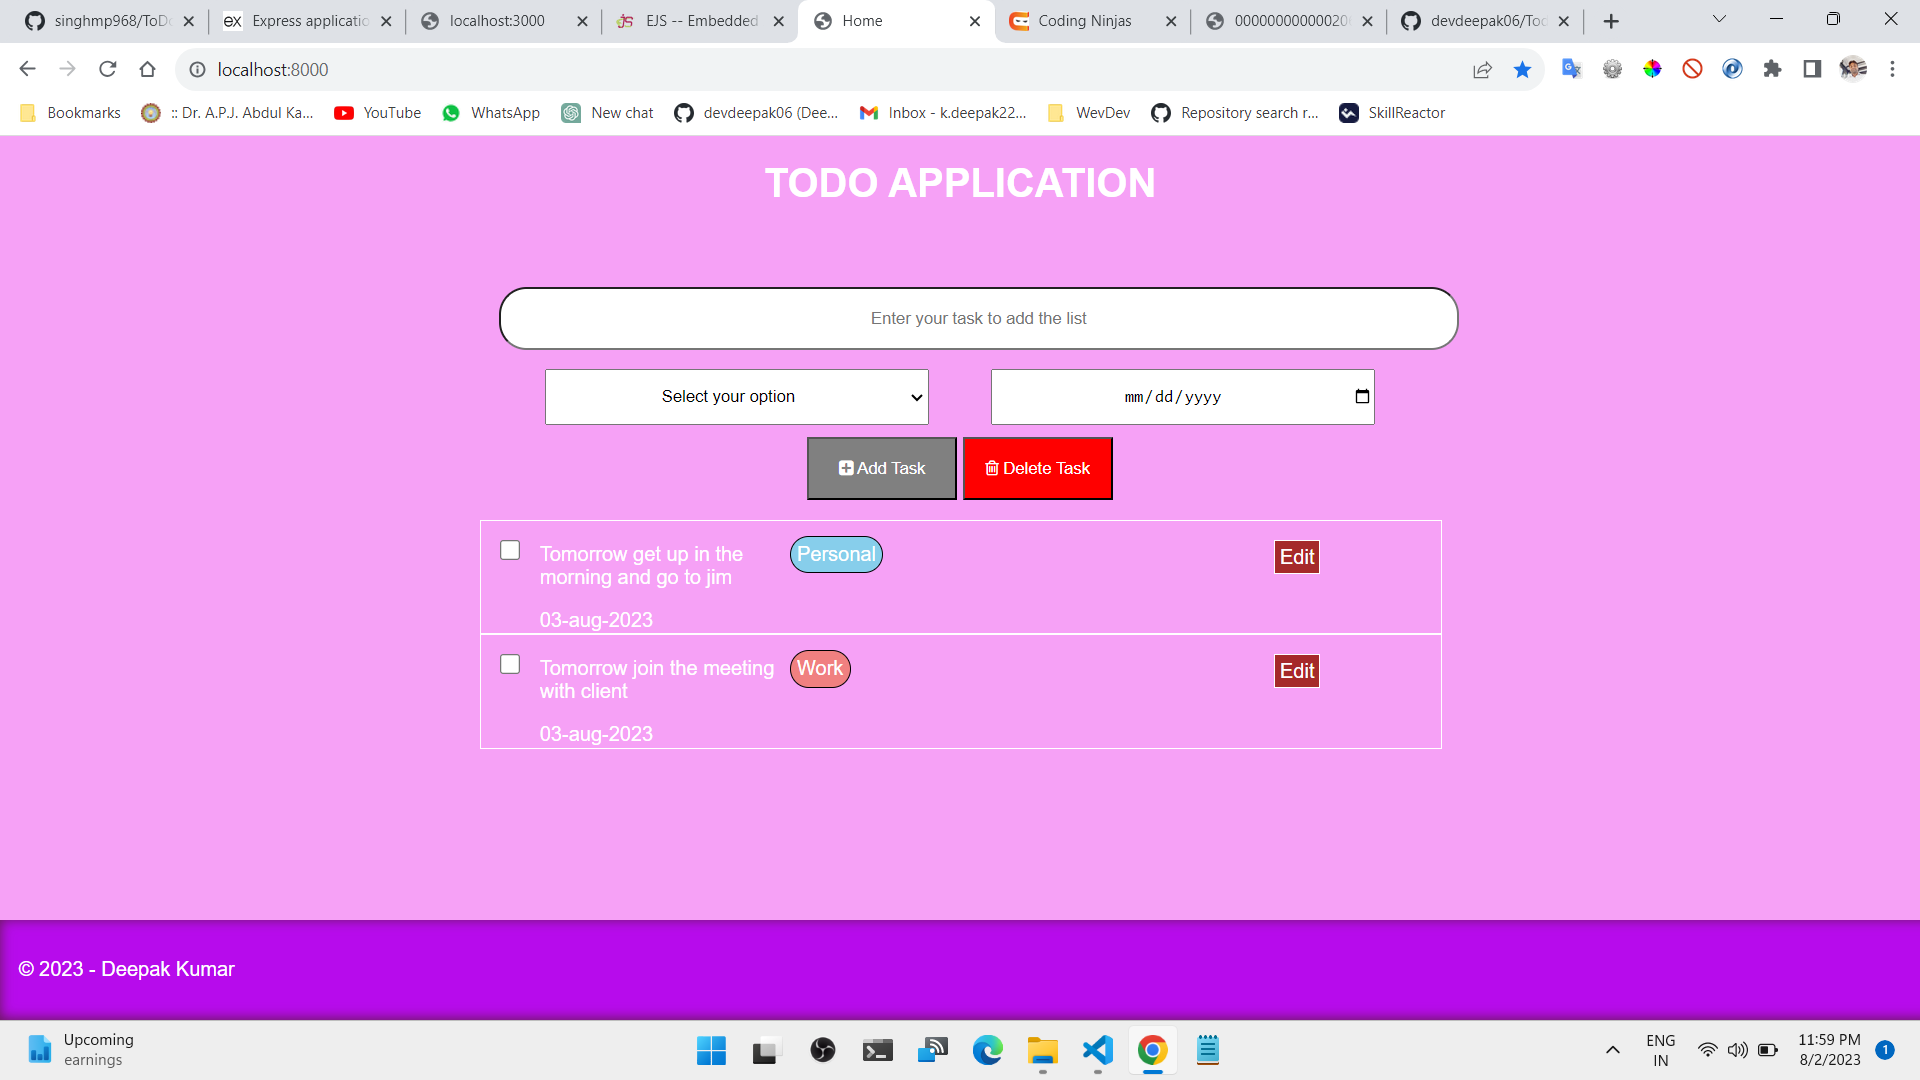 singhmp968/ToDo
Express applicatio
localhost:3000
EJS -- Embedded
Home
Coding Ninjas
00000000000020
devdeepak06/Tod
localhost:8000
Bookmarks
:: Dr. A.P.J. Abdul Ka...
YouTube
WhatsApp
New chat
devdeepak06 (Dee...
Inbox - k.deepak22...
WevDev
Repository search r...
SkillReactor
TODO APPLICATION
Enter your task to add the list
Select your option
mm/dd/yyyy
Add Task
Delete Task
Tomorrow get up in the
morning and go to jim
Personal
Edit
03-aug-2023
Tomorrow join the meeting
with client
Work
Edit
03-aug-2023
© 2023 - Deepak Kumar
Upcoming
earnings
ENG
IN
11:59 PM
8/2/2023
1